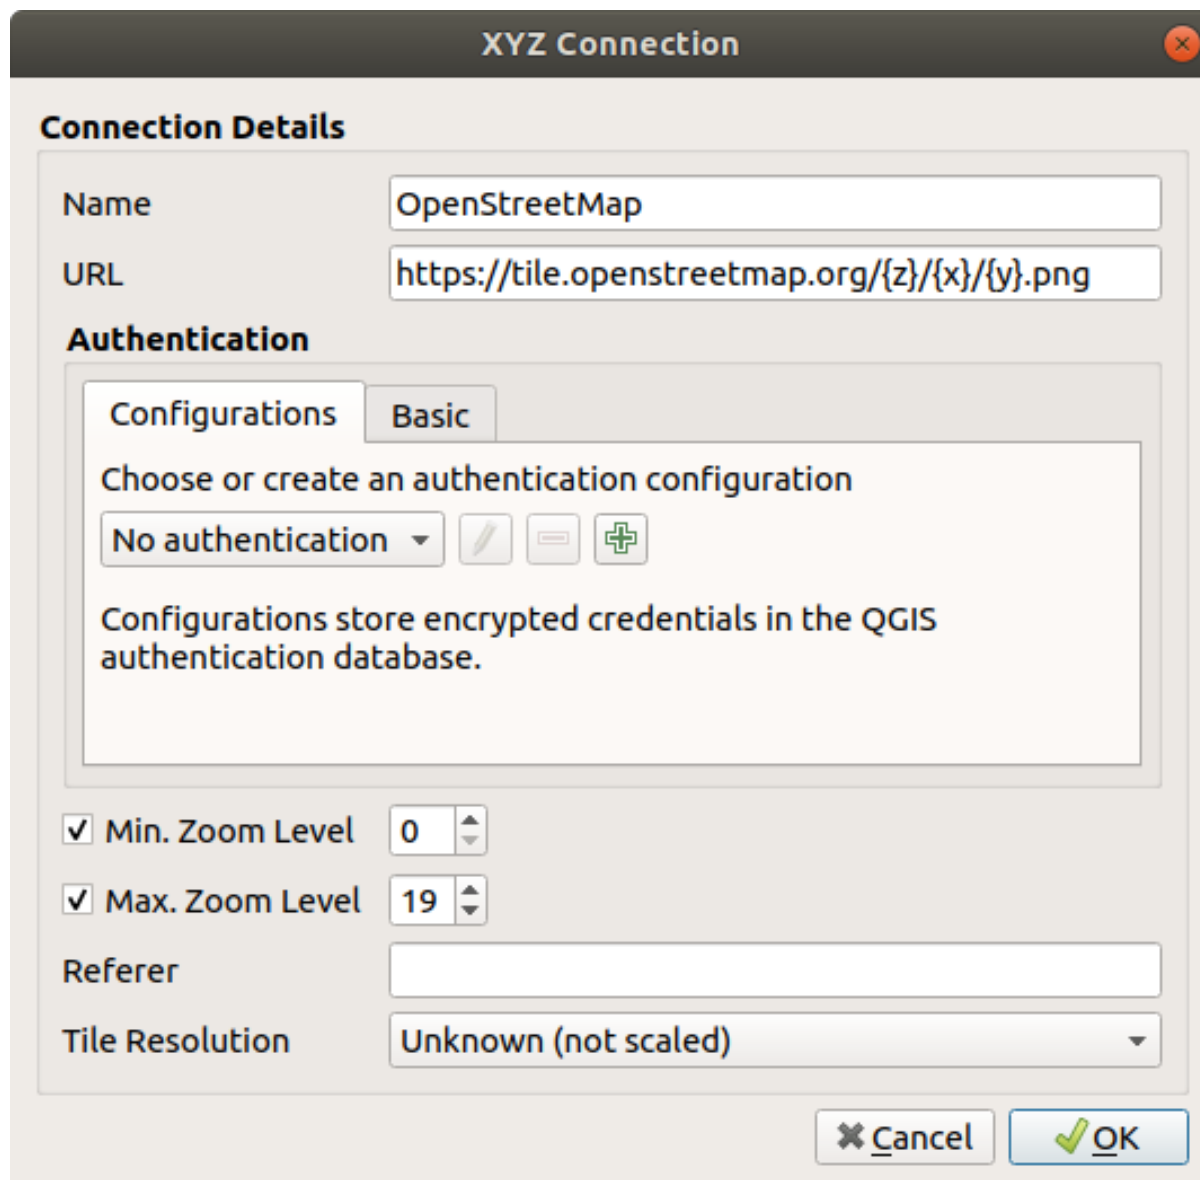 XYZ Connection
Connection Details
Name
OpenStreetMap
URL
https://tile.openstreetmap.org/{z}/{x}/{y}.png
Authentication
Configurations
Basic
Choose or create an authentication configuration
No authentication
Configurations store encrypted credentials in the QGIS
authentication database.
Min. Zoom Level
0
Max. Zoom Level
19
Referer
Tile Resolution
Unknown (not scaled)
Cancel
OK